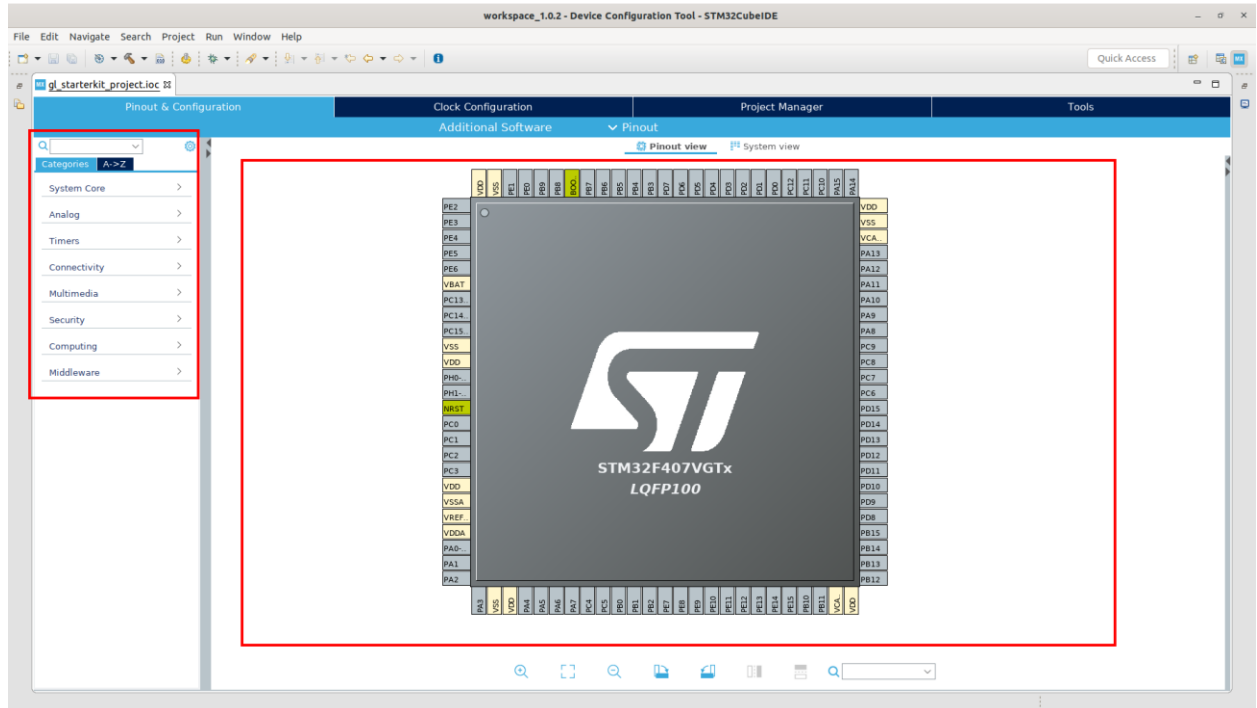 workspace_1.0.2 - Device Configuration Tool - STM32CubeIDE
File Edit Navigate Search Project Run Window Help
Quick Access
gl_starterkit_project.ioc
Pinout & Configuration Clock Configuration Project Manager Tools
Additional Software Pinout
Pinout view System view
Categories A->Z
System Core
Analog
Timers
Connectivity
Multimedia
Security
Computing
Middleware
VDD VSS PE1 PE0 PB9 PB8 BOO.. PB7 PB6 PB5 PB4 PB3 PD7 PD6 PD5 PD4 PD3 PD2 PD1 PD0 PC12 PC11 PC10 PA15 PA14
PE2
PE3
PE4
PE5
PE6
VBAT
PC13..
PC14..
PC15..
VSS
VDD
PH0-..
PH1-..
NRST
PC0
PC1
PC2
PC3
VDD
VSSA
VREF..
VDDA
PA0-..
PA1
PA2
STM32F407VGTx
LQFP100
VDD
VSS
VCA..
PA13
PA12
PA11
PA10
PA9
PA8
PC9
PC8
PC7
PC6
PD15
PD14
PD13
PD12
PD11
PD10
PD9
PD8
PB15
PB14
PB13
PB12
PA3 VSS VDD PA4 PA5 PA6 PA7 PC4 PC5 PB0 PB1 PB2 PE7 PE8 PE9 PE10 PE11 PE12 PE13 PE14 PE15 PB10 PB11 VCA.. VDD